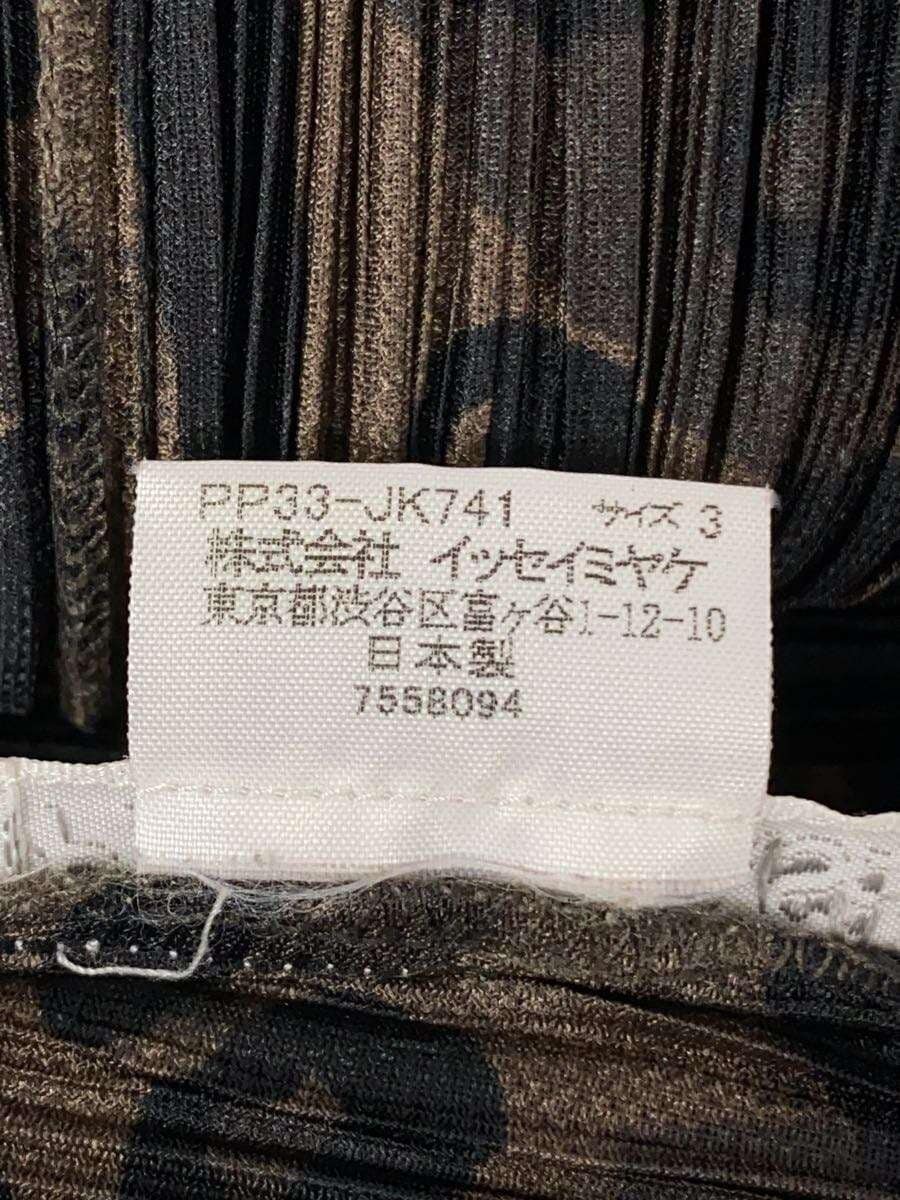 PP33-JK741 サイズ 3
株式会社 イッセイミヤケ
東京都渋谷区富ヶ谷1-12-10
日本製
7558094